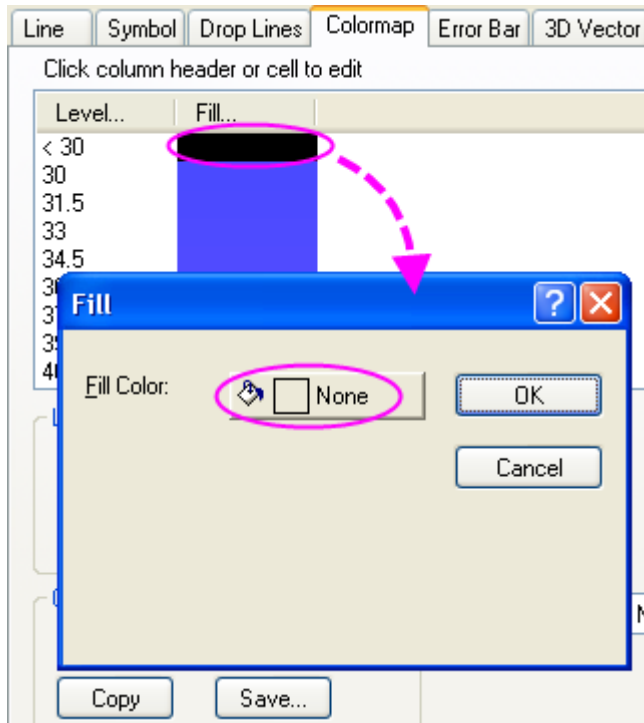 Line Symbol Drop Lines Colormap Error Bar 3D Vector
Click column header or cell to edit
Level... Fill...
< 30
30
31.5
33
34.5
Fill
Fill Color: None OK
Cancel
Copy Save...